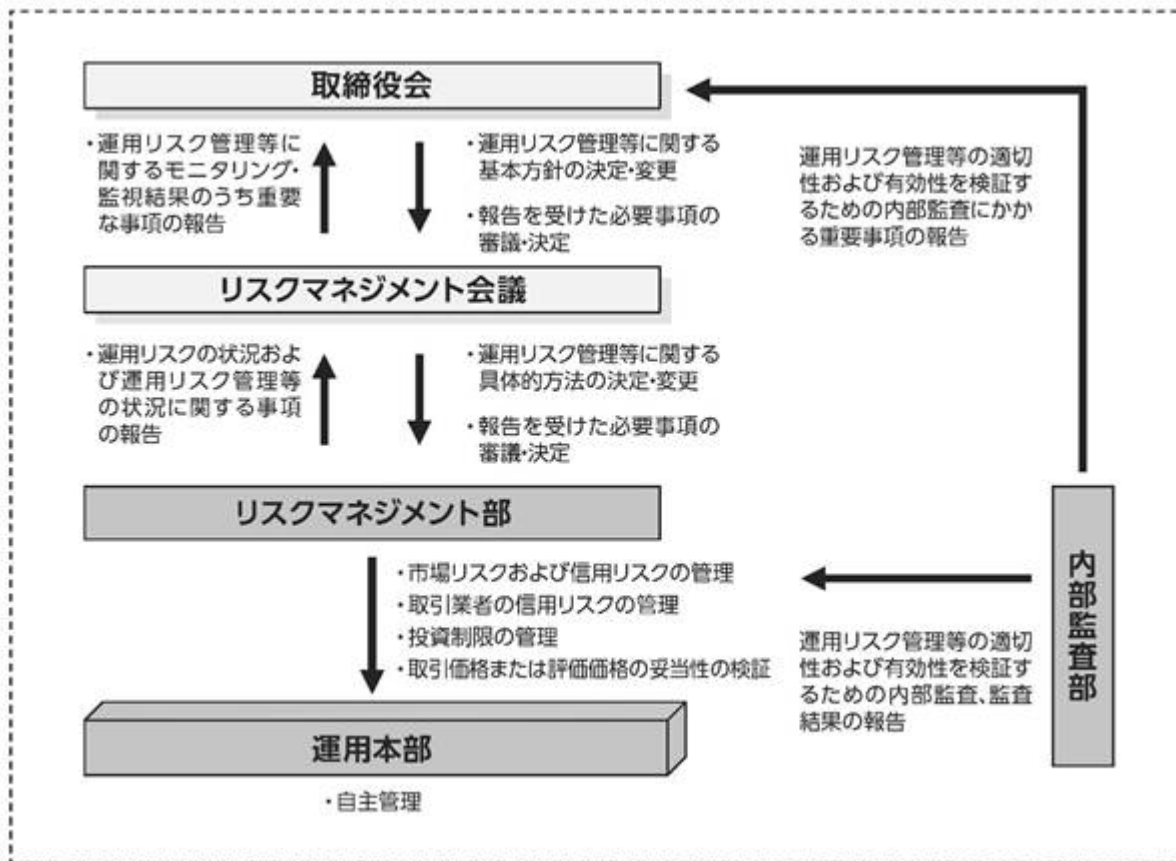 取締役会
・運用リスク管理等に
関するモニタリング・
監視結果のうち重要
な事項の報告
・運用リスク管理等に関する
基本方針の決定・変更
・報告を受けた必要事項の
審議・決定
運用リスク管理等の適切
性および有効性を検証す
るための内部監査にかか
る重要事項の報告
リスクマネジメント会議
・運用リスクの状況およ
び運用リスク管理等
の状況に関する事項
の報告
・運用リスク管理等に関する
具体的方法の決定・変更
・報告を受けた必要事項の
審議・決定
リスクマネジメント部
・市場リスクおよび信用リスクの管理
・取引業者の信用リスクの管理
・投資制限の管理
・取引価格または評価価格の妥当性の検証
運用リスク管理等の適切
性および有効性を検証す
るための内部監査、監査
結果の報告
内部監査部
運用本部
・自主管理